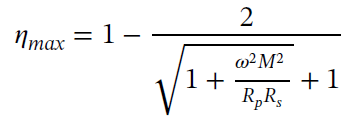 η_max = 1 − 2 / (√(1 + ω²M² / (R_p R_s)) + 1)